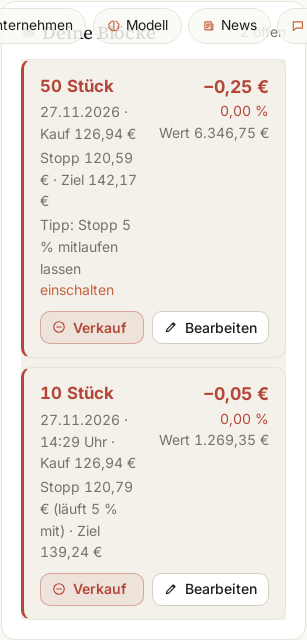 nternehmen Modell News
Deine Blöcke 2 offen
50 Stück −0,25 €
27.11.2026 · 0,00 %
Kauf 126,94 € Wert 6.346,75 €
Stopp 120,59
€ · Ziel 142,17
€
Tipp: Stopp 5
% mitlaufen
lassen
einschalten
Verkauf Bearbeiten
10 Stück −0,05 €
27.11.2026 · 0,00 %
14:29 Uhr · Wert 1.269,35 €
Kauf 126,94 €
Stopp 120,79
€ (läuft 5 %
mit) · Ziel
139,24 €
Verkauf Bearbeiten